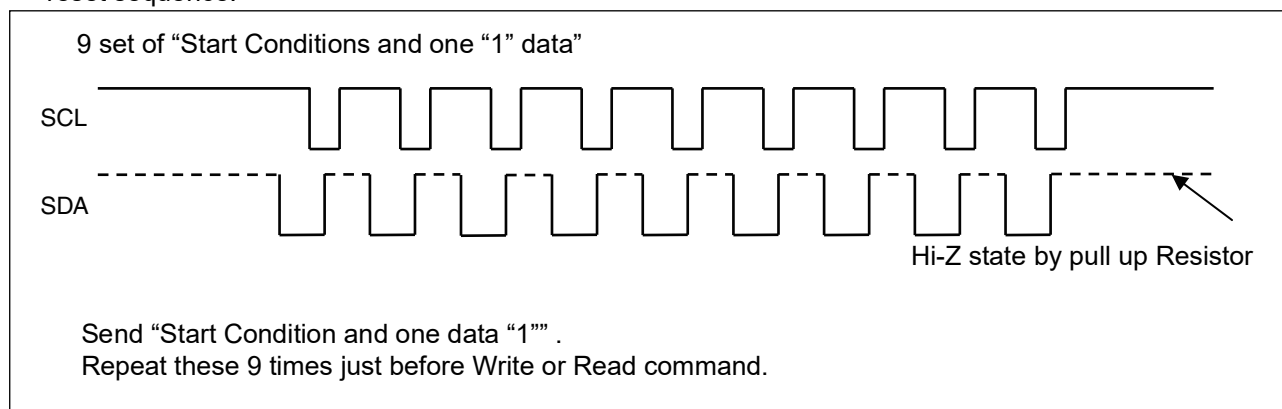 reset sequence.
9 set of “Start Conditions and one “1” data”
SCL
SDA
Hi-Z state by pull up Resistor
Send “Start Condition and one data “1”” .
Repeat these 9 times just before Write or Read command.